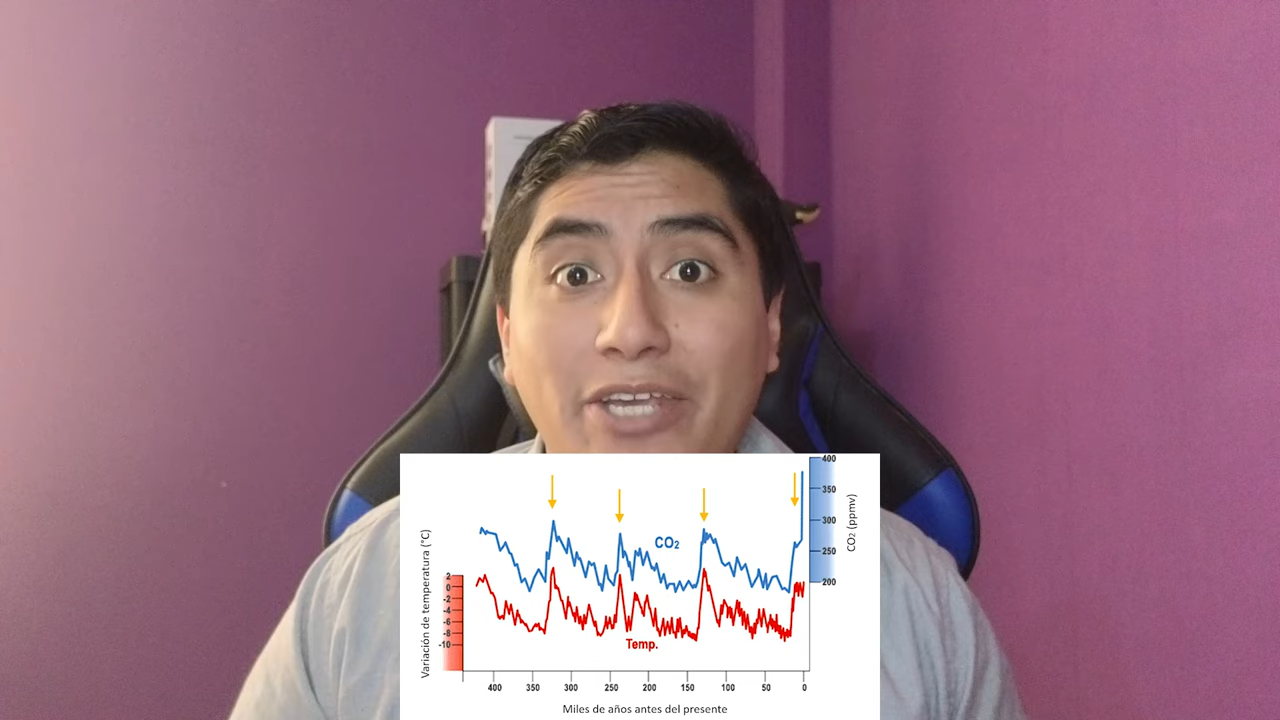 Variación de temperatura (°C)
2
0
-2
-4
-6
-8
-10
CO₂
Temp.
400
350
300
250
200
CO₂ (ppmv)
400 350 300 250 200 150 100 50 0
Miles de años antes del presente